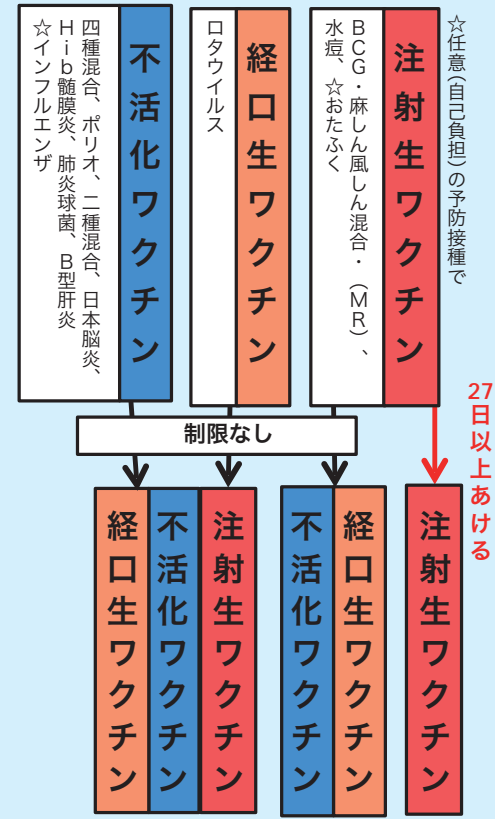 ☆任意（自己負担）の予防接種で
注射生ワクチン
ＢＣＧ・麻しん風しん混合・（ＭＲ）、
水痘、☆おたふく
経口生ワクチン
ロタウイルス
不活化ワクチン
四種混合、ポリオ、二種混合、日本脳炎、
Ｈｉｂ髄膜炎、肺炎球菌、Ｂ型肝炎
☆インフルエンザ
27日以上あける
制限なし
注射生ワクチン
経口生ワクチン
不活化ワクチン
注射生ワクチン
不活化ワクチン
経口生ワクチン